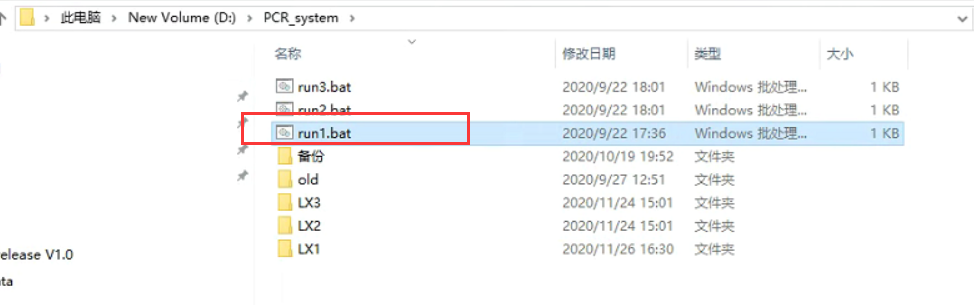 此电脑 > New Volume (D:) > PCR_system
名称 修改日期 类型 大小
run3.bat 2020/9/22 18:01 Windows 批处理... 1 KB
run2.bat 2020/9/22 18:01 Windows 批处理... 1 KB
run1.bat 2020/9/22 17:36 Windows 批处理... 1 KB
备份 2020/10/19 19:52 文件夹
old 2020/9/27 12:51 文件夹
LX3 2020/11/24 15:01 文件夹
LX2 2020/11/24 15:01 文件夹
LX1 2020/11/26 16:30 文件夹
elease V1.0
ta